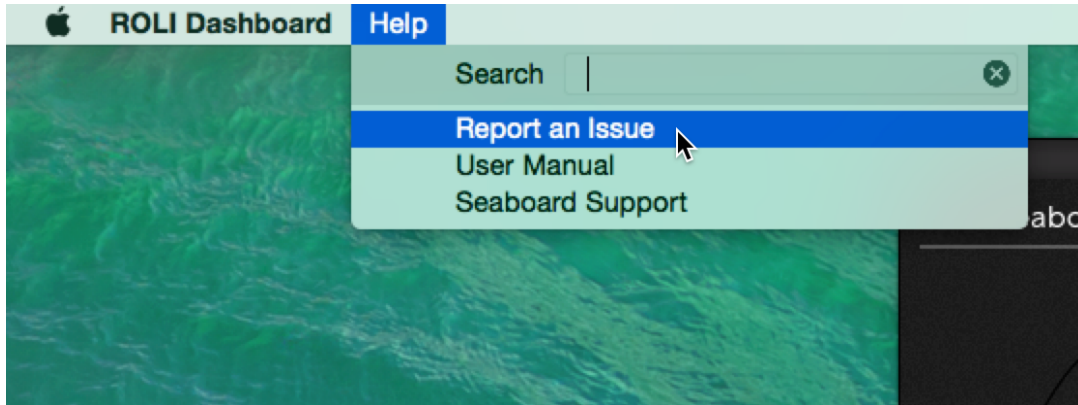 ROLI Dashboard Help
Search
Report an Issue
User Manual
Seaboard Support